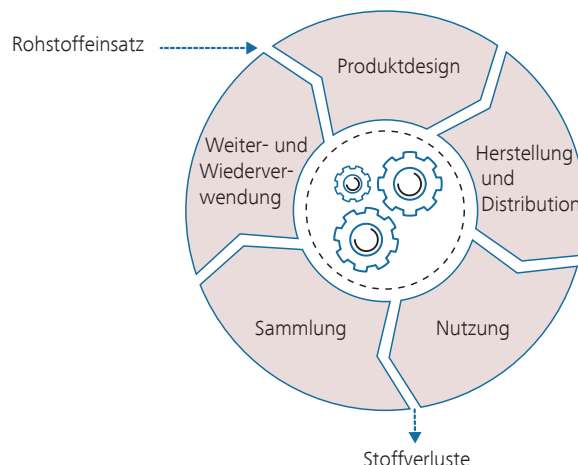 Rohstoffeinsatz
Produktdesign
Weiter- und
Wiederver-
wendung
Herstellung
und
Distribution
Sammlung
Nutzung
Stoffverluste